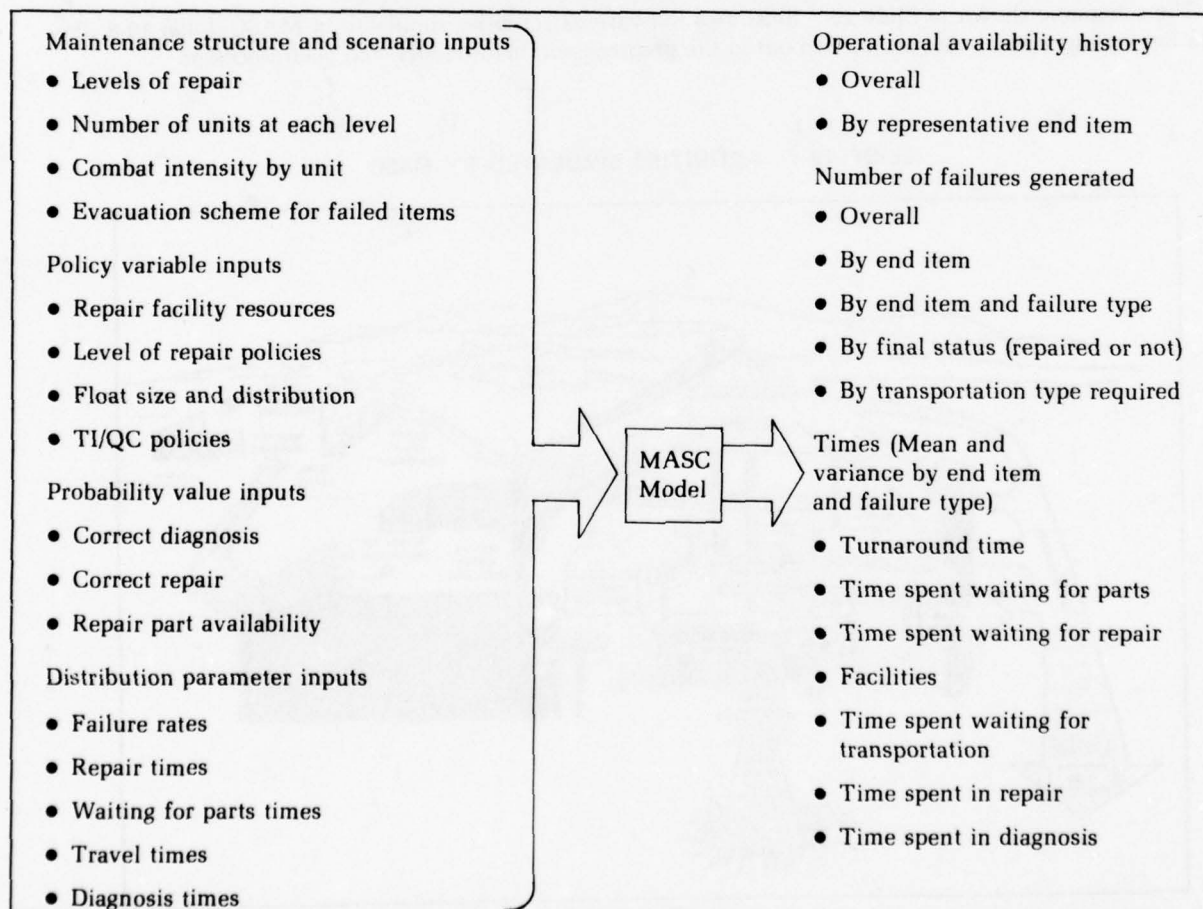 Maintenance structure and scenario inputs
• Levels of repair
• Number of units at each level
• Combat intensity by unit
• Evacuation scheme for failed items
Policy variable inputs
• Repair facility resources
• Level of repair policies
• Float size and distribution
• TI/QC policies
Probability value inputs
• Correct diagnosis
• Correct repair
• Repair part availability
Distribution parameter inputs
• Failure rates
• Repair times
• Waiting for parts times
• Travel times
• Diagnosis times
MASC
Model
Operational availability history
• Overall
• By representative end item
Number of failures generated
• Overall
• By end item
• By end item and failure type
• By final status (repaired or not)
• By transportation type required
Times (Mean and
variance by end item
and failure type)
• Turnaround time
• Time spent waiting for parts
• Time spent waiting for repair
• Facilities
• Time spent waiting for
transportation
• Time spent in repair
• Time spent in diagnosis